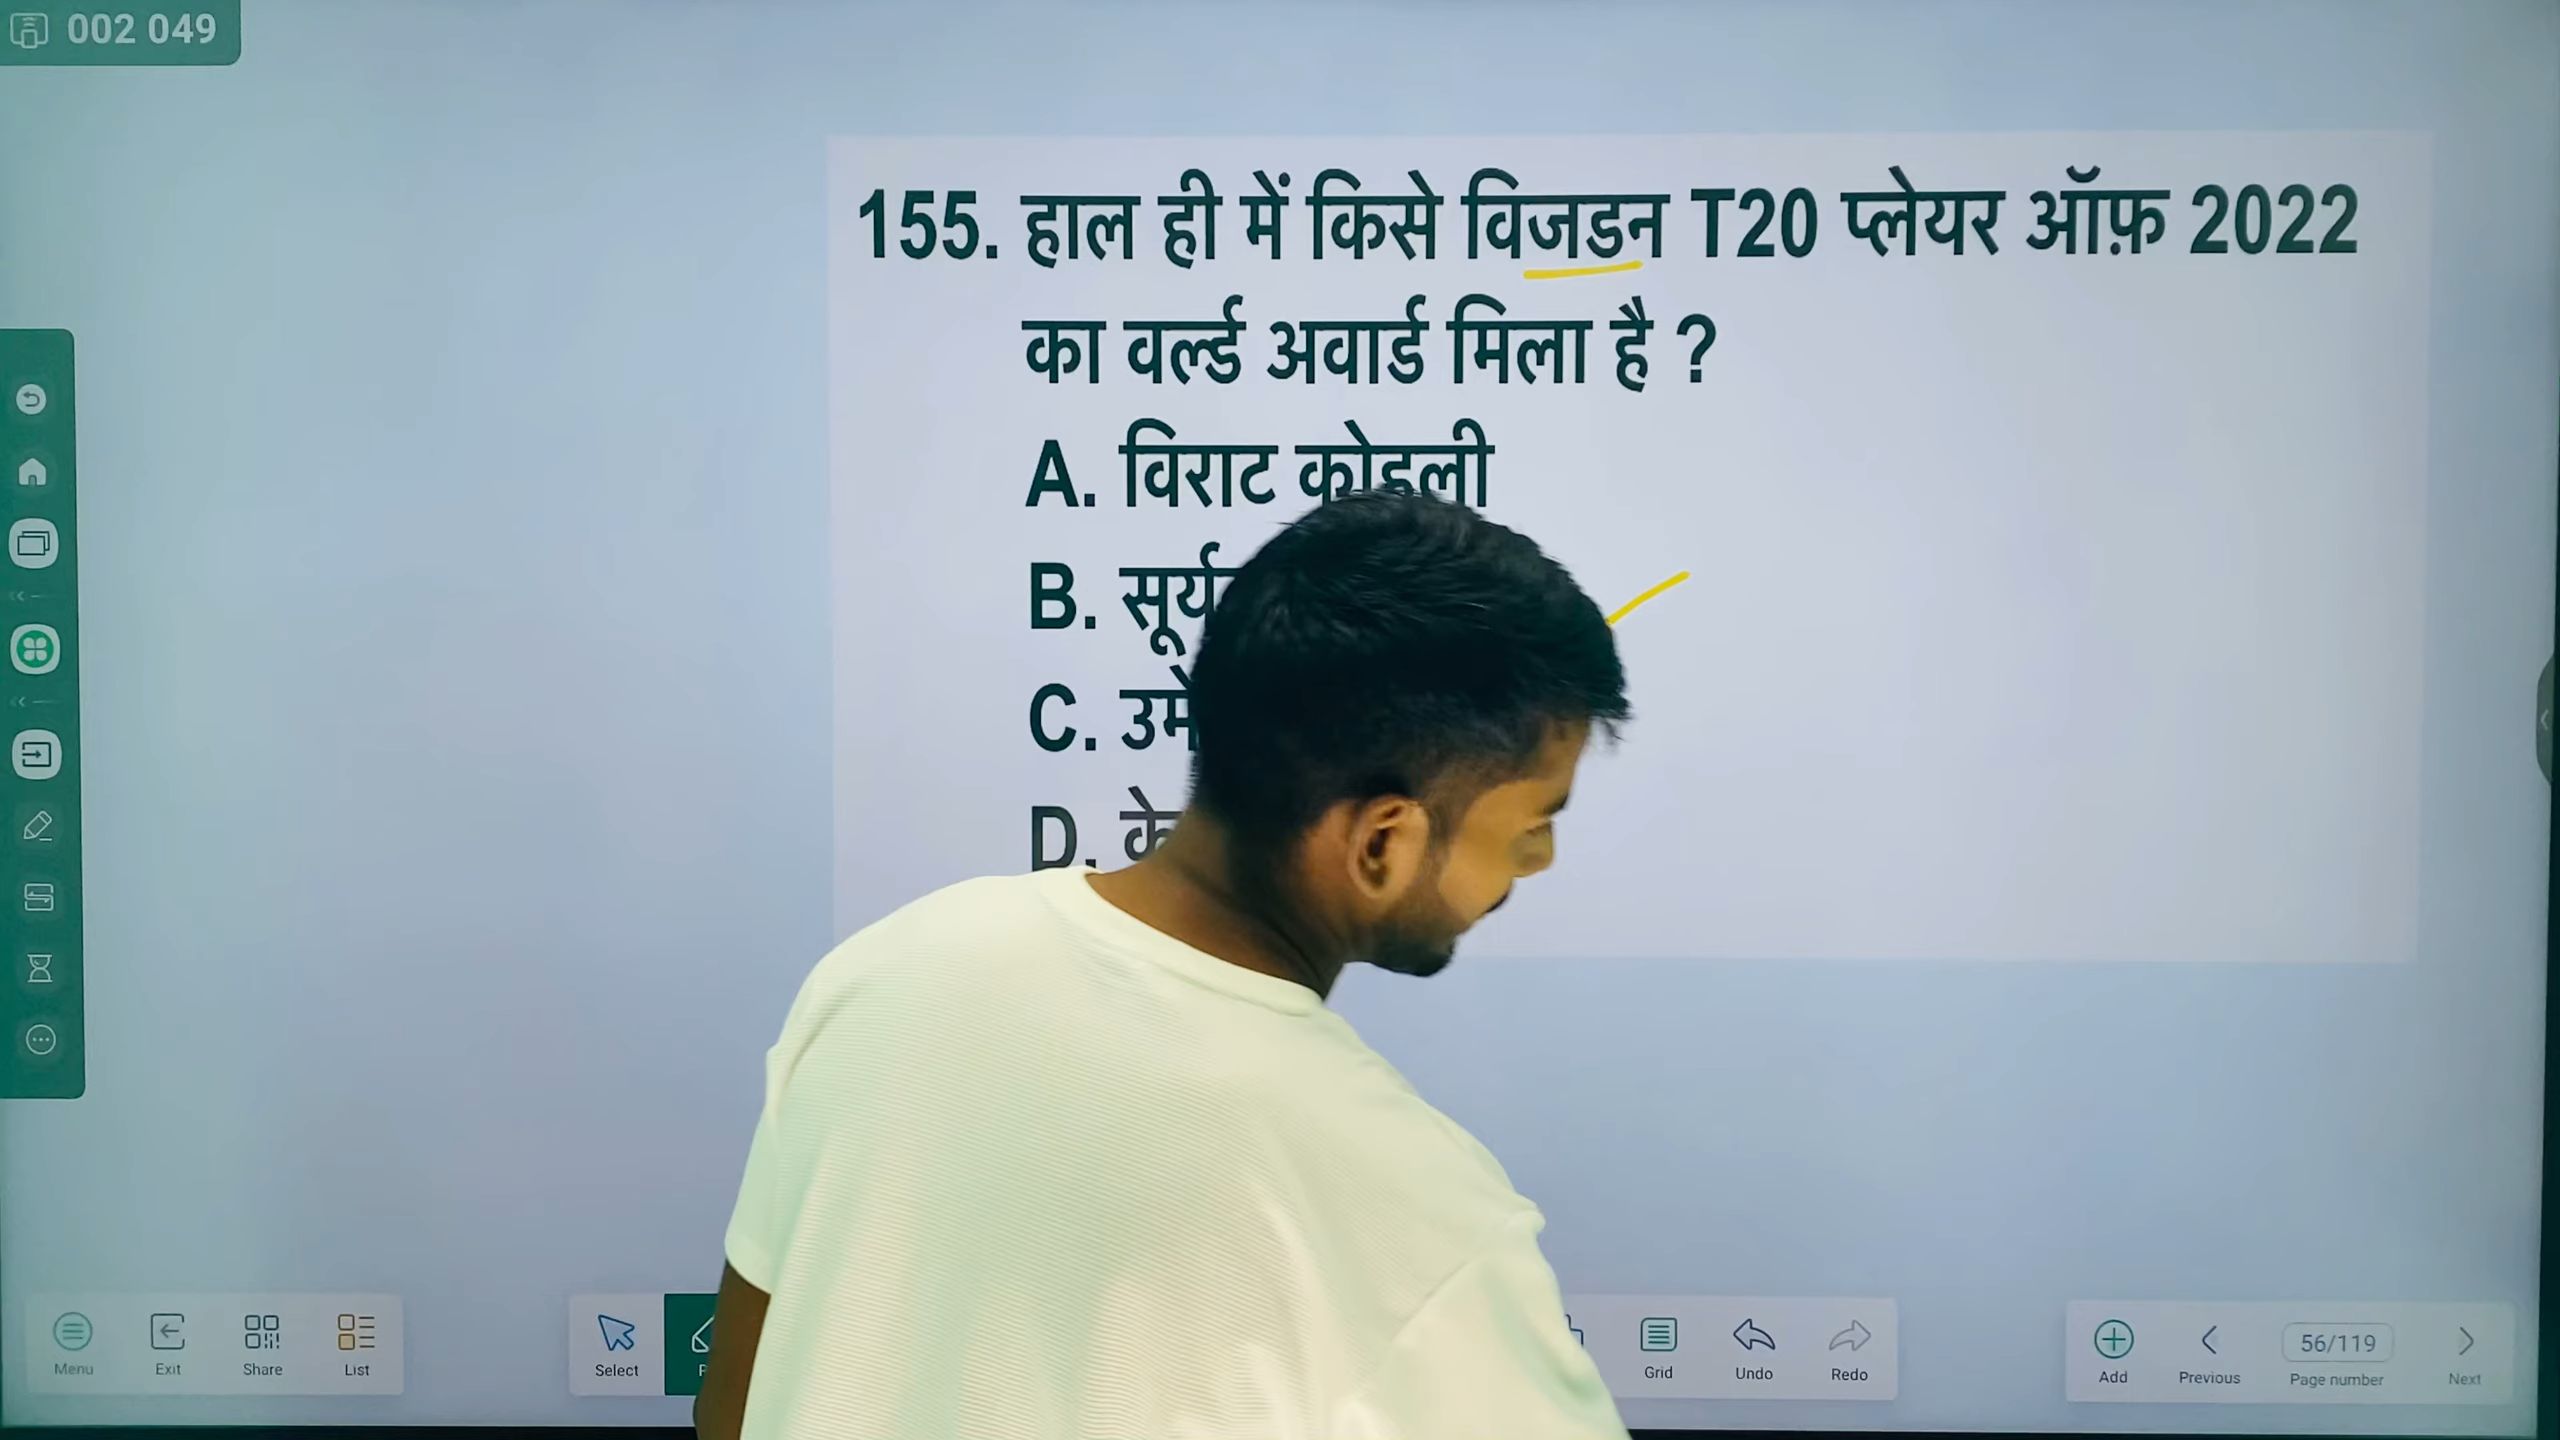 002 049
155. हाल ही में किसे विजडन T20 प्लेयर ऑफ़ 2022
का वर्ल्ड अवार्ड मिला है ?
A. विराट कोहली
B.
C.
D.
Menu
Exit
Share
List
Select
Grid
Undo
Redo
Add
Previous
56/119
Page number
Next